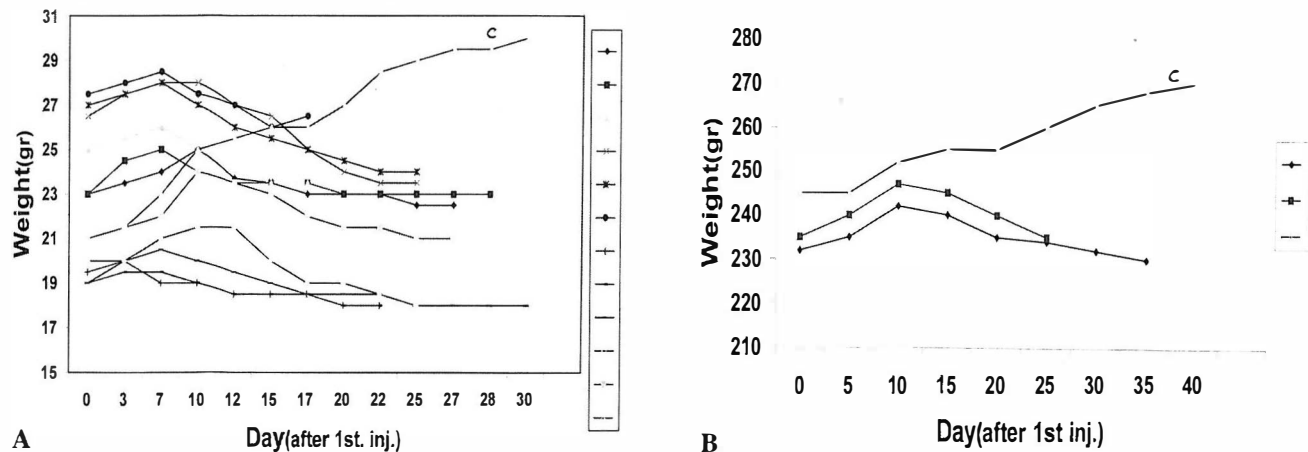 31
29
27
25
23
21
19
17
15
Weight(gr)
C
0 3 7 10 12 15 17 20 22 25 27 28 30
Day(after 1st. inj.)
A
280
270
260
250
240
230
220
210
Weight(gr)
C
0 5 10 15 20 25 30 35 40
Day(after 1st inj.)
B